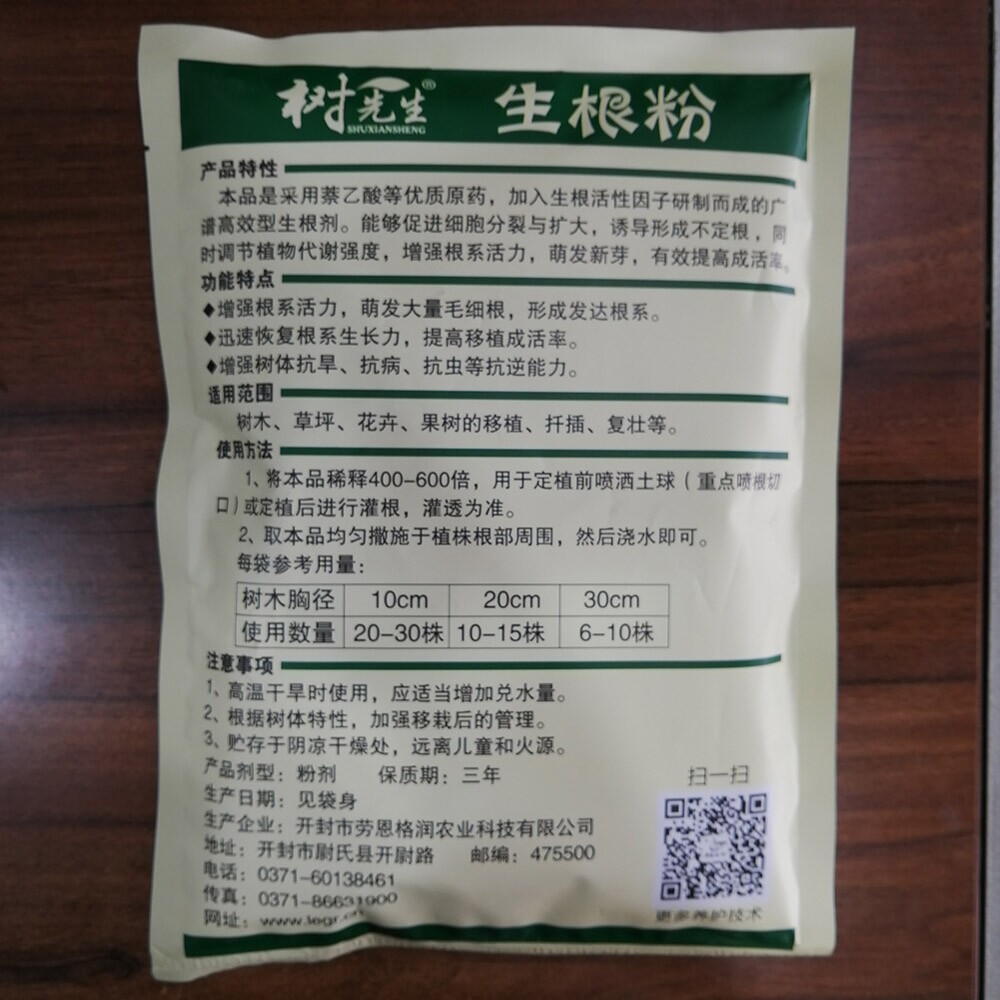 树先生® 生根粉
SHUXIANSHENG
产品特性
本品是采用萘乙酸等优质原药，加入生根活性因子研制而成的广
谱高效型生根剂。能够促进细胞分裂与扩大，诱导形成不定根，同
时调节植物代谢强度，增强根系活力，萌发新芽，有效提高成活率。
功能特点
◆增强根系活力，萌发大量毛细根，形成发达根系。
◆迅速恢复根系生长力，提高移植成活率。
◆增强树体抗旱、抗病、抗虫等抗逆能力。
适用范围
树木、草坪、花卉、果树的移植、扦插、复壮等。
使用方法
1、将本品稀释400-600倍，用于定植前喷洒土球（重点喷根切
口）或定植后进行灌根，灌透为准。
2、取本品均匀撒施于植株根部周围，然后浇水即可。
每袋参考用量：
树木胸径 10cm 20cm 30cm
使用数量 20-30株 10-15株 6-10株
注意事项
1、高温干旱时使用，应适当增加兑水量。
2、根据树体特性，加强移栽后的管理。
3、贮存于阴凉干燥处，远离儿童和火源。
产品剂型：粉剂 保质期：三年
扫一扫
生产日期：见袋身
生产企业：开封市劳恩格润农业科技有限公司
地址：开封市尉氏县开尉路 邮编：475500
电话：0371-60138461
传真：0371-86631900
网址：
更多养护技术